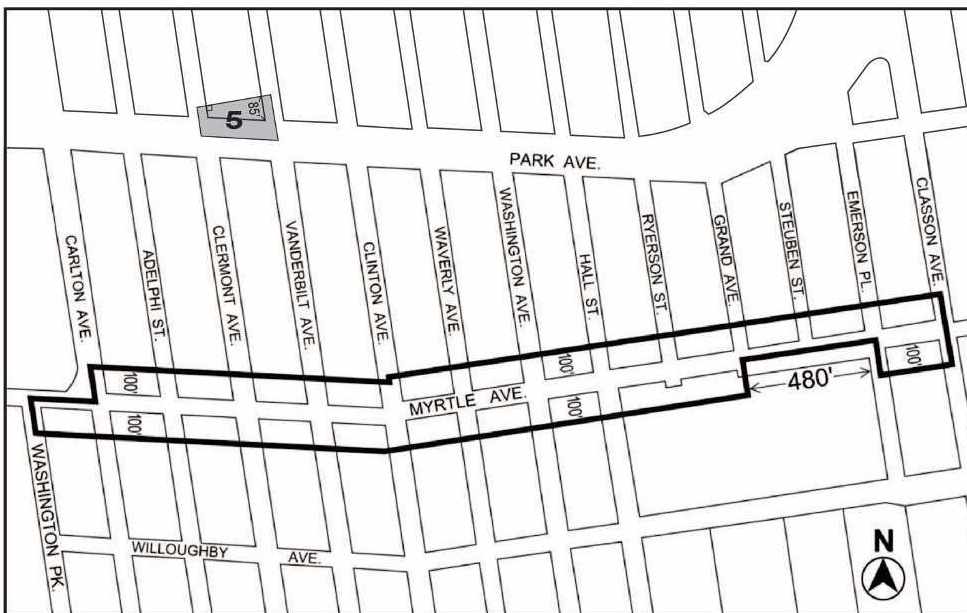 85'
5
PARK AVE.
CARLTON AVE.
ADELPHI ST.
CLERMONT AVE.
VANDERBILT AVE.
CLINTON AVE.
WAVERLY AVE.
WASHINGTON AVE.
HALL ST.
RYERSON ST.
GRAND AVE.
STEUBEN ST.
EMERSON PL.
CLASSON AVE.
100'
100'
100'
MYRTLE AVE.
480'
100'
100'
WASHINGTON PK.
WILLOUGHBY AVE.
N